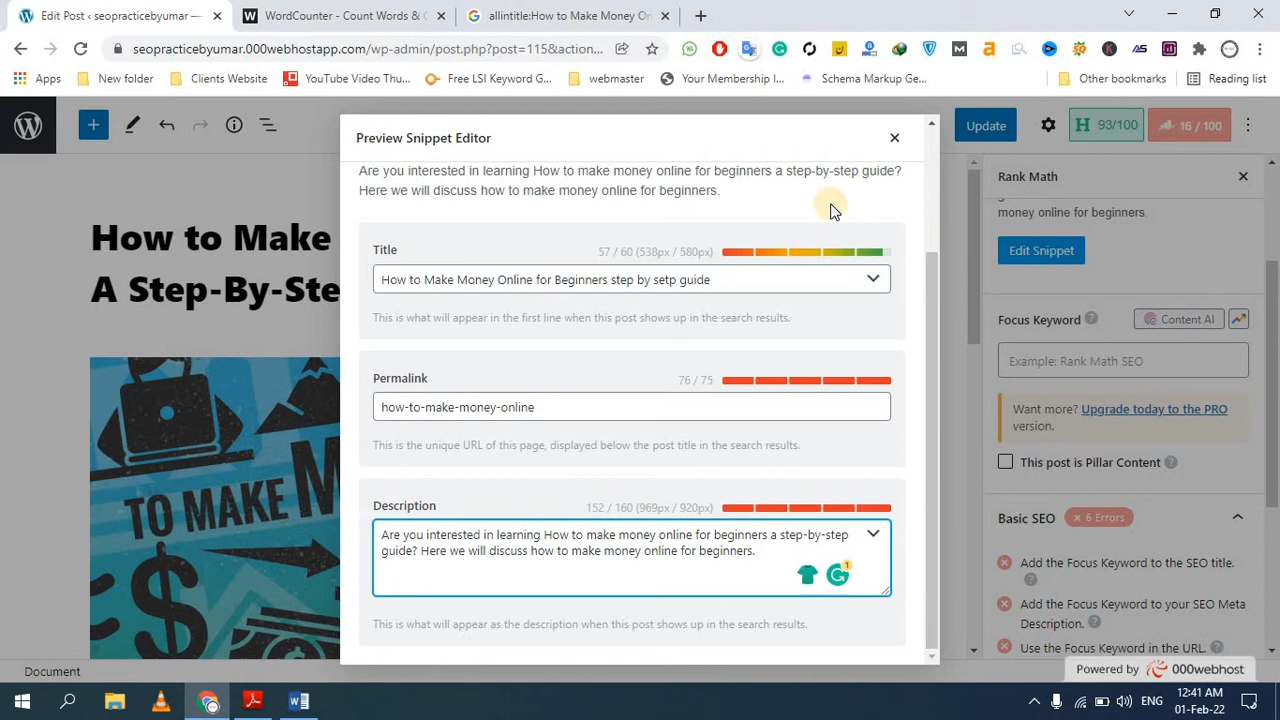 Edit Post ‹ seopracticebyumar —
WordCounter - Count Words & C
allintitle:How to Make Money On
seopracticebyumar.000webhostapp.com/wp-admin/post.php?post=115&action...
Apps
New folder
Clients Website
YouTube Video Thu...
Free LSI Keyword G...
webmaster
Your Membership I...
Schema Markup Ge...
Other bookmarks
Reading list
Preview Snippet Editor
Update
93/100
16 / 100
Are you interested in learning How to make money online for beginners a step-by-step guide?
Here we will discuss how to make money online for beginners.
Rank Math
money online for beginners.
Edit Snippet
How to Make
A Step-By-Ste
Title
57 / 60 (538px / 580px)
How to Make Money Online for Beginners step by setp guide
This is what will appear in the first line when this post shows up in the search results.
Focus Keyword
Content AI
Example: Rank Math SEO
Permalink
76 / 75
how-to-make-money-online
This is the unique URL of this page, displayed below the post title in the search results.
Want more? Upgrade today to the PRO
version.
This post is Pillar Content
Description
152 / 160 (969px / 920px)
Are you interested in learning How to make money online for beginners a step-by-step
guide? Here we will discuss how to make money online for beginners.
This is what will appear as the description when this post shows up in the search results.
Basic SEO
× 6 Errors
Add the Focus Keyword to the SEO title.
Add the Focus Keyword to your SEO Meta
Description.
Use the Focus Keyword in the URL.
TO MAKE M
Document
Powered by 000webhost
ENG
12:41 AM
01-Feb-22